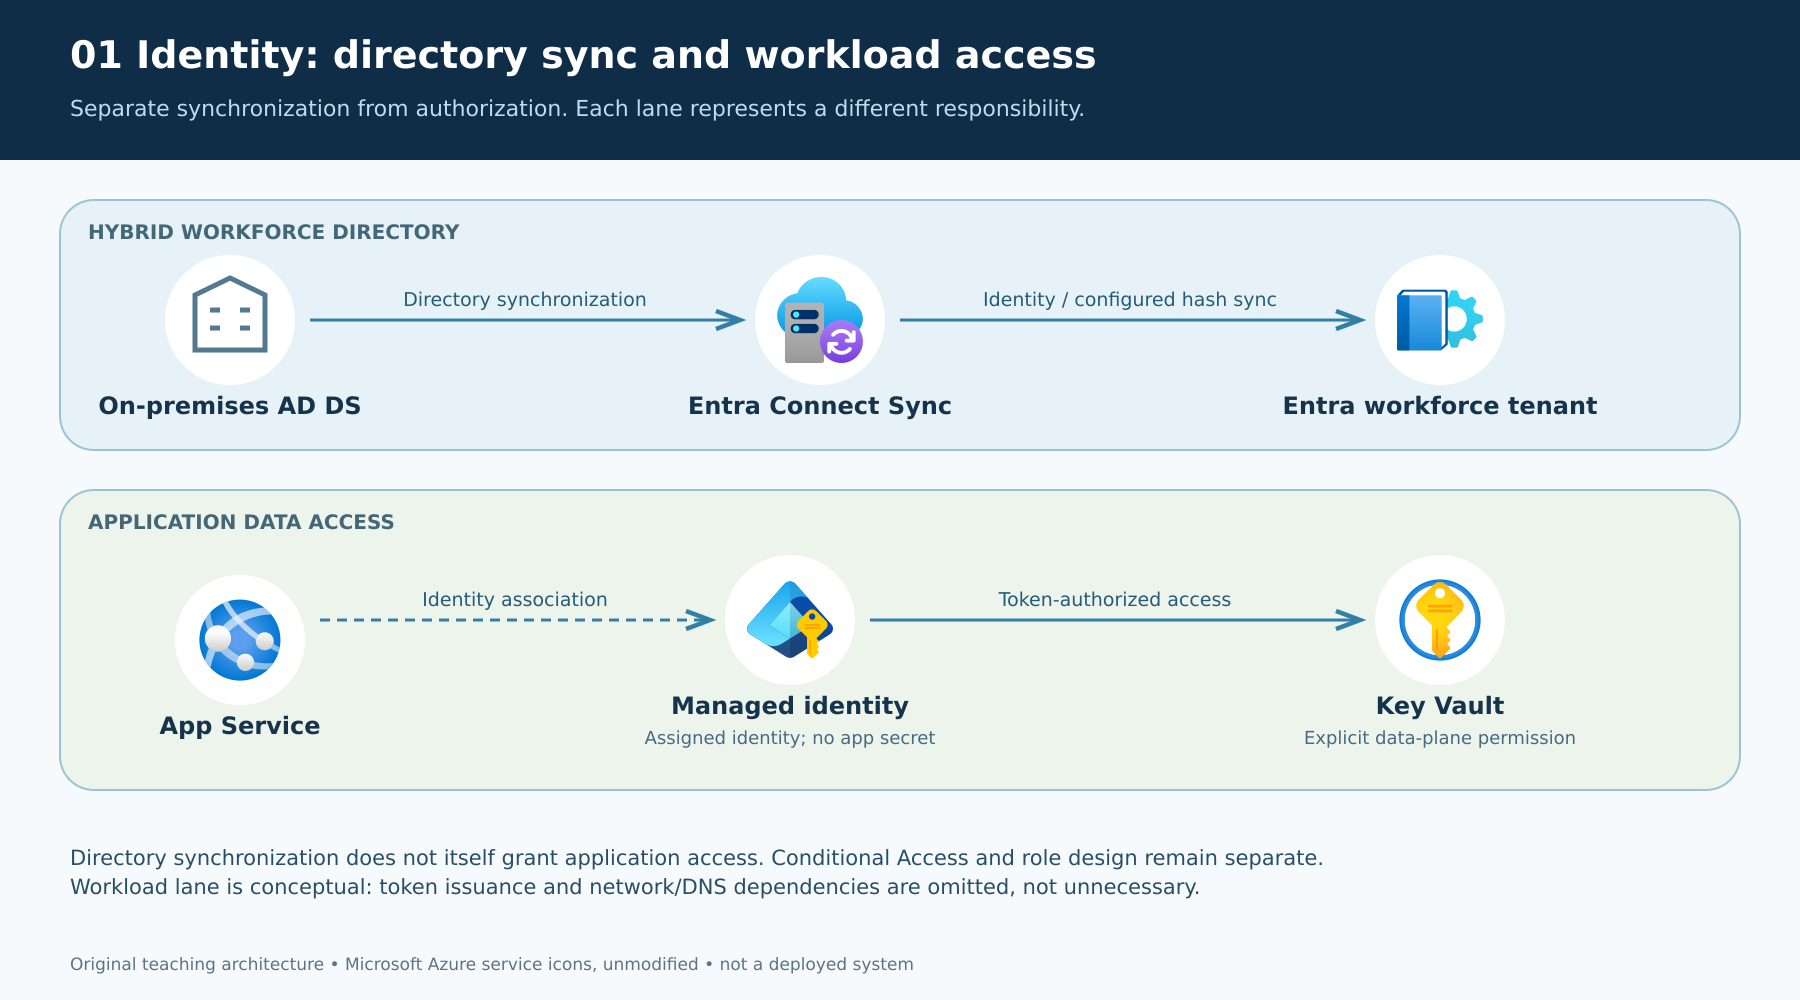 01 Identity: directory sync and workload access
Separate synchronization from authorization. Each lane represents a different responsibility.
HYBRID WORKFORCE DIRECTORY
Directory synchronization
Identity / configured hash sync
On-premises AD DS
Entra Connect Sync
Entra workforce tenant
APPLICATION DATA ACCESS
Identity association
Token-authorized access
App Service
Managed identity
Assigned identity; no app secret
Key Vault
Explicit data-plane permission
Directory synchronization does not itself grant application access. Conditional Access and role design remain separate.
Workload lane is conceptual: token issuance and network/DNS dependencies are omitted, not unnecessary.
Original teaching architecture • Microsoft Azure service icons, unmodified • not a deployed system